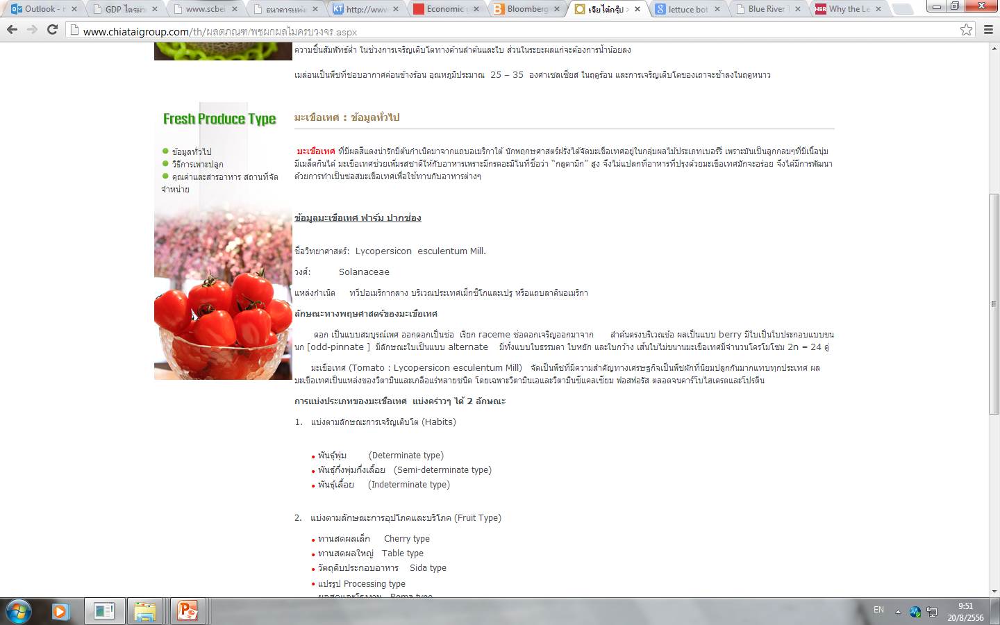 Outlook - r
GDP ไตรมา
www.scbei
ธนาคารแห่ง
http://www
Economic
Bloomberg
เจียไต๋กรุ๊ป >
lettuce bot
Blue River T
Why the Le
www.chiataigroup.com/th/ผลิตภัณฑ์/พืชผักผลไม้ครบวงจร.aspx
ความชื้นสัมพัทธ์ต่ำ ในช่วงการเจริญเติบโตทางด้านลำต้นและใบ ส่วนในระยะผลแก่จะต้องการน้ำน้อยลง
เมล่อนเป็นพืชที่ชอบอากาศค่อนข้างร้อน อุณหภูมิประมาณ 25 – 35 องศาเซลเซียส ในฤดูร้อน และการเจริญเติบโตของเถาจะช้าลงในฤดูหนาว
Fresh Produce Type
ข้อมูลทั่วไป
วิธีการเพาะปลูก
คุณค่าและสารอาหาร สถานที่จัด
จำหน่าย
มะเขือเทศ : ข้อมูลทั่วไป
มะเขือเทศ ที่มีผลสีแดงน่ารักมีต้นกำเนิดมาจากแถบอเมริกาใต้ นักพฤกษศาสตร์ฝรั่งได้จัดมะเขือเทศอยู่ในกลุ่มผลไม้ประเภทเบอร์รี่ เพราะมันเป็นลูกกลมๆที่มีเนื้อนุ่ม
มีเมล็ดกินได้ มะเขือเทศช่วยเพิ่มรสชาติให้กับอาหารเพราะมีกรดอะมิโนที่ชื่อว่า “กลูตามิก” สูง จึงไม่แปลกที่อาหารที่ปรุงด้วยมะเขือเทศมักจะอร่อย จึงได้มีการพัฒนา
ด้วยการทำเป็นซอสมะเขือเทศเพื่อใช้ทานกับอาหารต่างๆ
ข้อมูลมะเขือเทศ ฟาร์ม ปากช่อง
ชื่อวิทยาศาสตร์: Lycopersicon esculentum Mill.
วงศ์: Solanaceae
แหล่งกำเนิด ทวีปอเมริกากลาง บริเวณประเทศเม็กซิโกและเปรู หรือแถบลาตินอเมริกา
ลักษณะทางพฤษศาสตร์ของมะเขือเทศ
ดอก เป็นแบบสมบูรณ์เพศ ออกดอกเป็นช่อ เรียก raceme ช่อดอกเจริญออกมาจาก ลำต้นตรงบริเวณข้อ ผลเป็นแบบ berry มีใบเป็นใบประกอบแบบขน
นก [odd-pinnate ] มีลักษณะใบเป็นแบบ alternate มีทั้งแบบใบธรรมดา ใบหยัก และใบกว้าง เส้นใบไม่ขนานมะเขือเทศมีจำนวนโครโมโซม 2n = 24 คู่
มะเขือเทศ (Tomato : Lycopersicon esculentum Mill) จัดเป็นพืชที่มีความสำคัญทางเศรษฐกิจเป็นพืชผักที่นิยมปลูกกันมากแทบทุกประเทศ ผล
มะเขือเทศเป็นแหล่งของวิตามินและเกลือแร่หลายชนิด โดยเฉพาะวิตามินเอและวิตามินซีแคลเซียม ฟอสฟอรัส ตลอดจนคาร์โบไฮเดรตและโปรตีน
การแบ่งประเภทของมะเขือเทศ แบ่งคร่าวๆ ได้ 2 ลักษณะ
1. แบ่งตามลักษณะการเจริญเติบโต (Habits)
พันธุ์พุ่ม (Determinate type)
พันธุ์กึ่งพุ่มกึ่งเลื้อย (Semi-determinate type)
พันธุ์เลื้อย (Indeterminate type)
2. แบ่งตามลักษณะการอุปโภคและบริโภค (Fruit Type)
ทานสดผลเล็ก Cherry type
ทานสดผลใหญ่ Table type
วัตถุดิบประกอบอาหาร Sida type
แปรรูป Processing type
ผลสดและโรงงาน Roma type
EN
9:51
20/8/2556